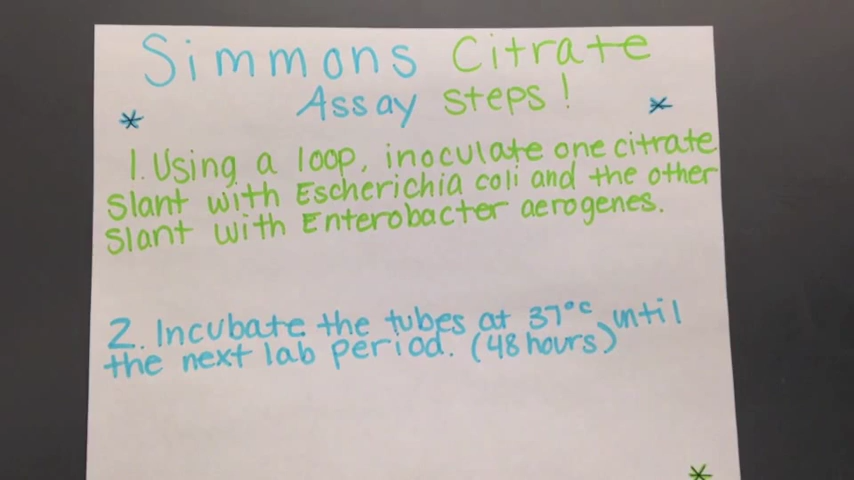 Simmons Citrate
Assay steps!
1. Using a loop, inoculate one citrate
slant with Escherichia coli and the other
slant with Enterobacter aerogenes.
2. Incubate the tubes at 37°C until
the next lab period. (48 hours)